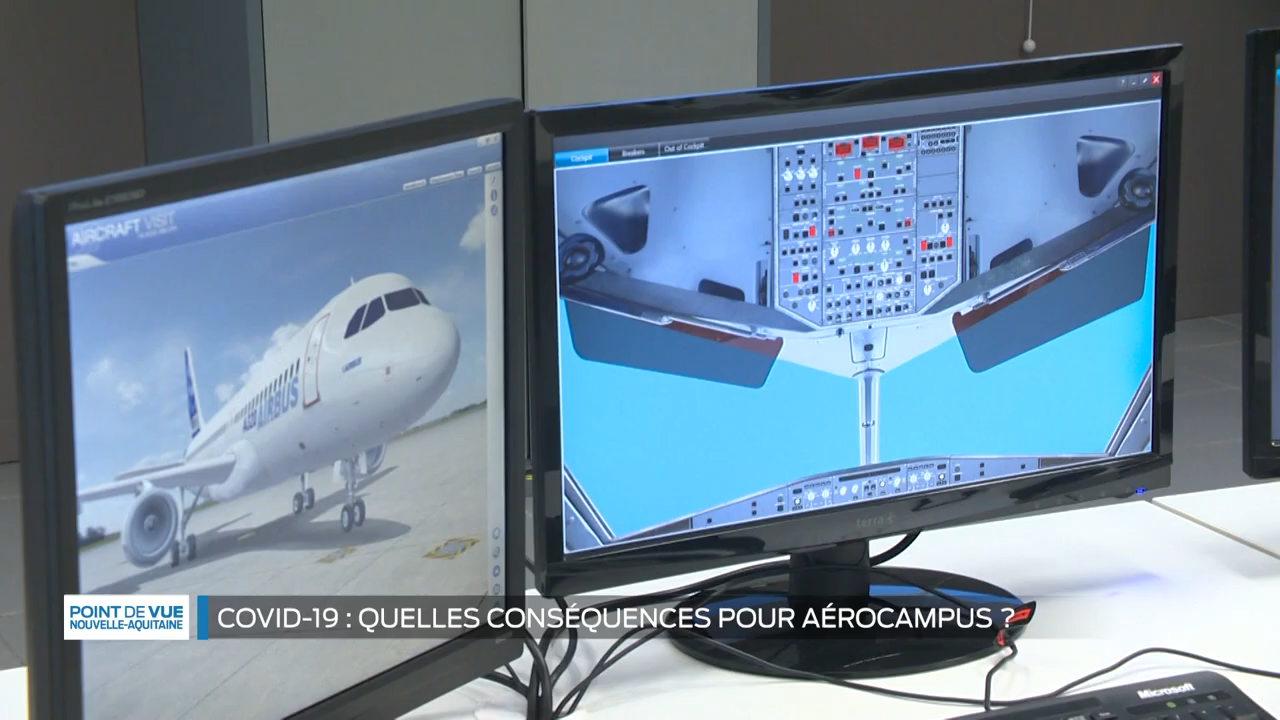 AIRCRAFT VISIT
AIRBUS
Cockpit
Breakers
Out of Cockpit
terra
POINT DE VUE
NOUVELLE-AQUITAINE
COVID-19 : QUELLES CONSÉQUENCES POUR AÉROCAMPUS ?
Microsoft